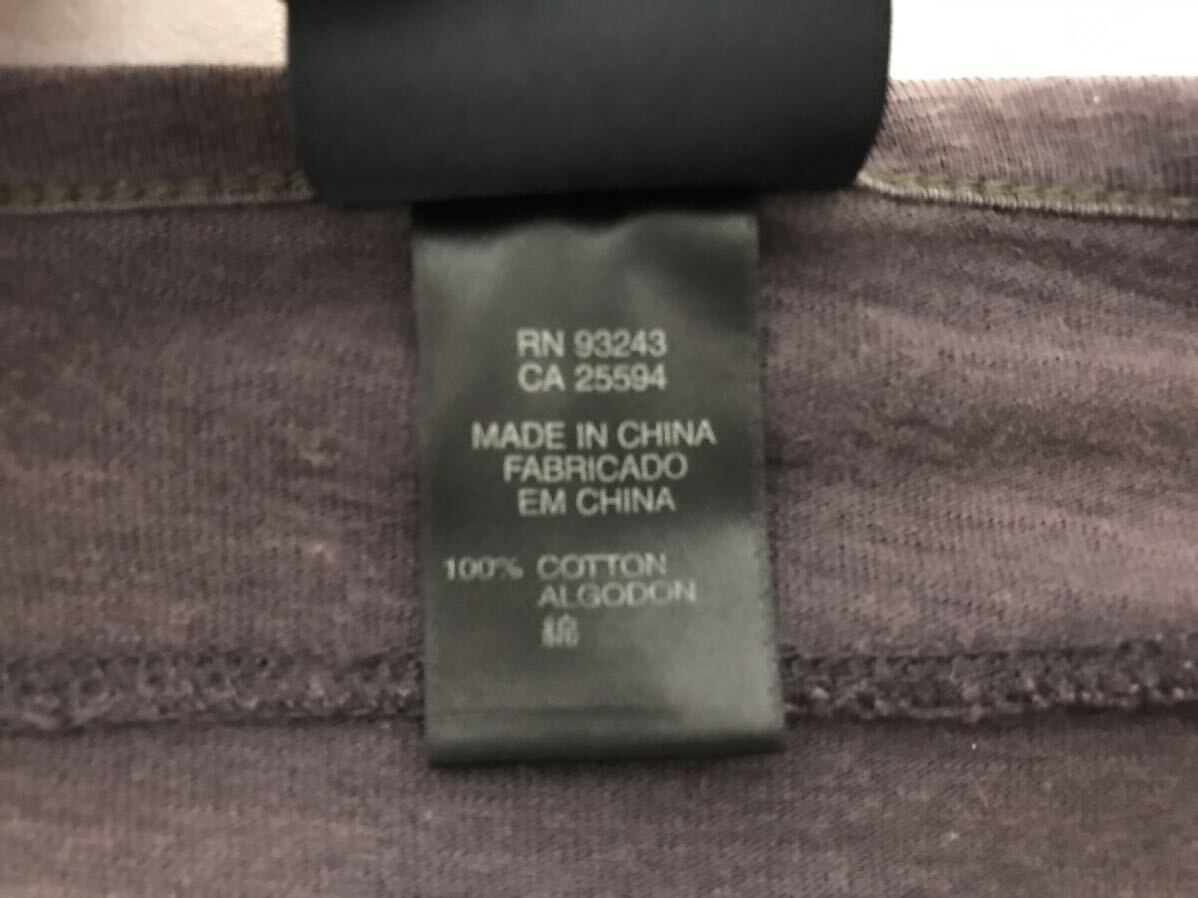 RN 93243
CA 25594
MADE IN CHINA
FABRICADO
EM CHINA
100% COTTON
ALGODON
綿